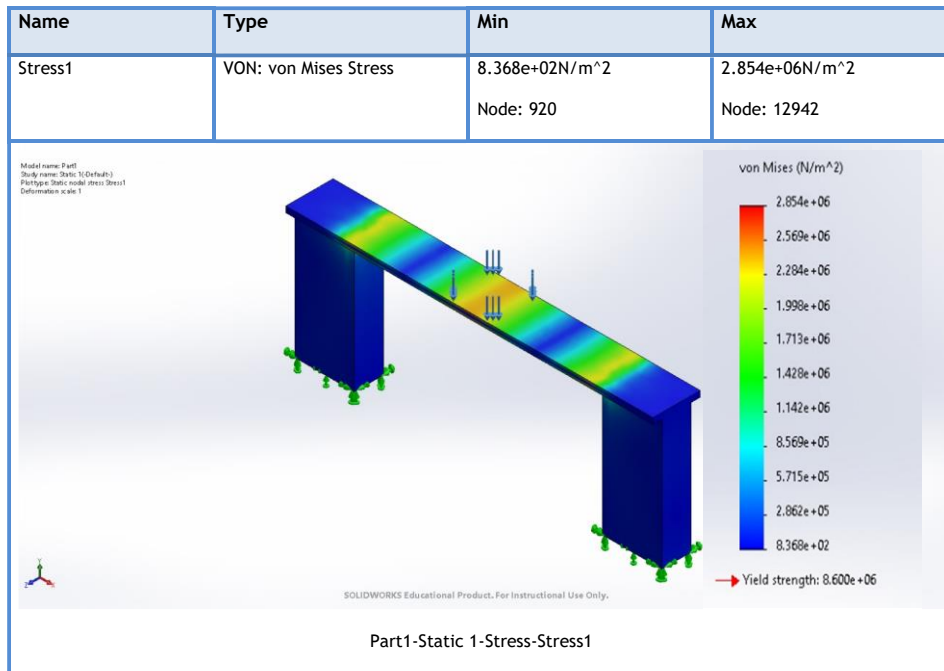 Name Type Min Max
Stress1 VON: von Mises Stress 8.368e+02N/m^2 2.854e+06N/m^2
Node: 920 Node: 12942
Model name: Part1
Study name: Static 1(-Default-)
Plot type: Static nodal stress Stress1
Deformation scale: 1
von Mises (N/m^2)
2.854e+06
2.569e+06
2.284e+06
1.998e+06
1.713e+06
1.428e+06
1.142e+06
8.569e+05
5.715e+05
2.862e+05
8.368e+02
Yield strength: 8.600e+06
Y
Z
X
SOLIDWORKS Educational Product. For Instructional Use Only.
Part1-Static 1-Stress-Stress1